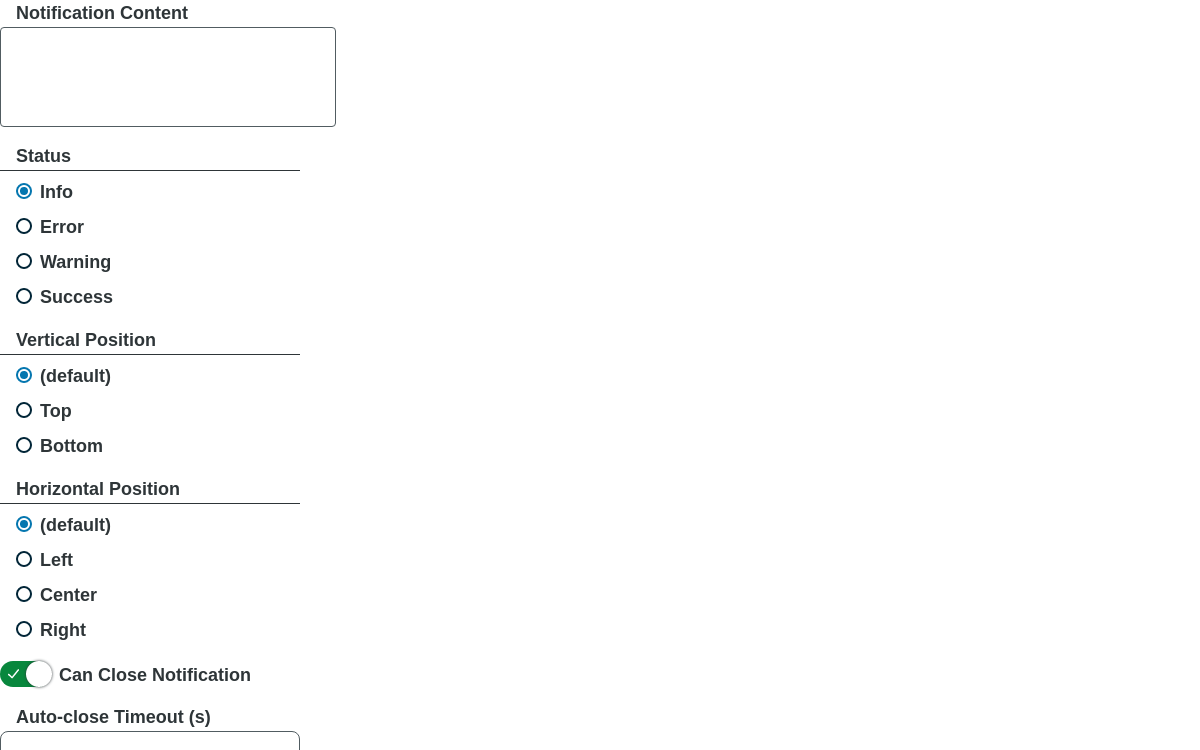 Notification Content
Status
Info
Error
Warning
Success
Vertical Position
(default)
Top
Bottom
Horizontal Position
(default)
Left
Center
Right
Can Close Notification
Auto-close Timeout (s)